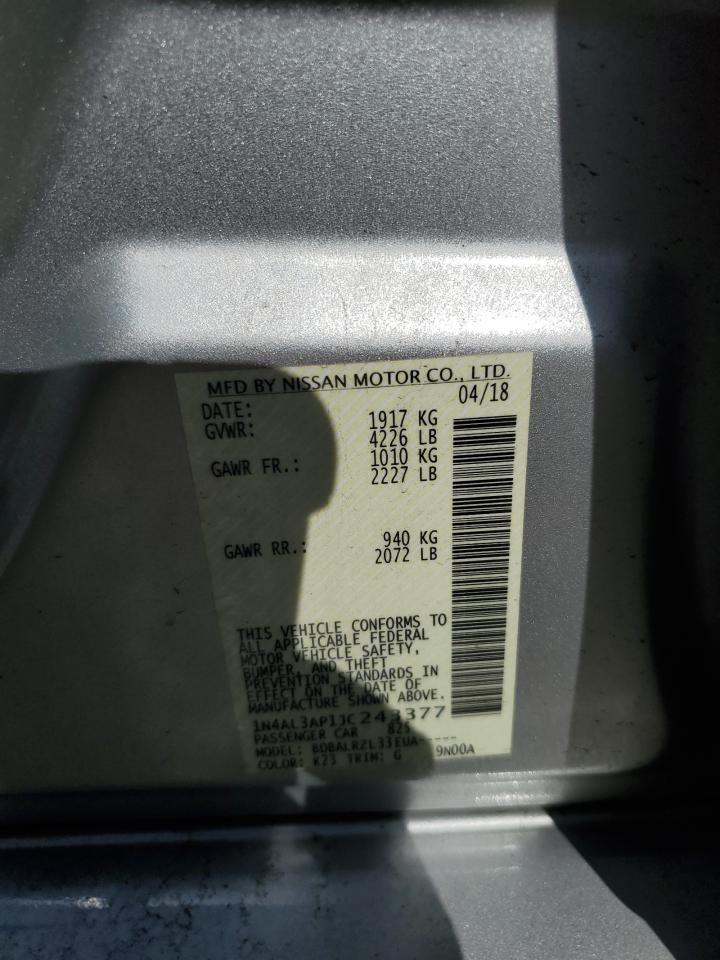 MFD BY NISSAN MOTOR CO., LTD.
DATE: 04/18
GVWR: 1917 KG
4226 LB
GAWR FR.: 1010 KG
2227 LB
GAWR RR.: 940 KG
2072 LB
THIS VEHICLE CONFORMS TO
ALL APPLICABLE FEDERAL
MOTOR VEHICLE SAFETY,
BUMPER, AND THEFT
PREVENTION STANDARDS IN
EFFECT ON THE DATE OF
MANUFACTURE SHOWN ABOVE.
1N4AL3AP1JC243377
PASSENGER CAR 825
MODEL: BDBALRZL33EUA-----
COLOR: K23 TRIM: G 9N00A